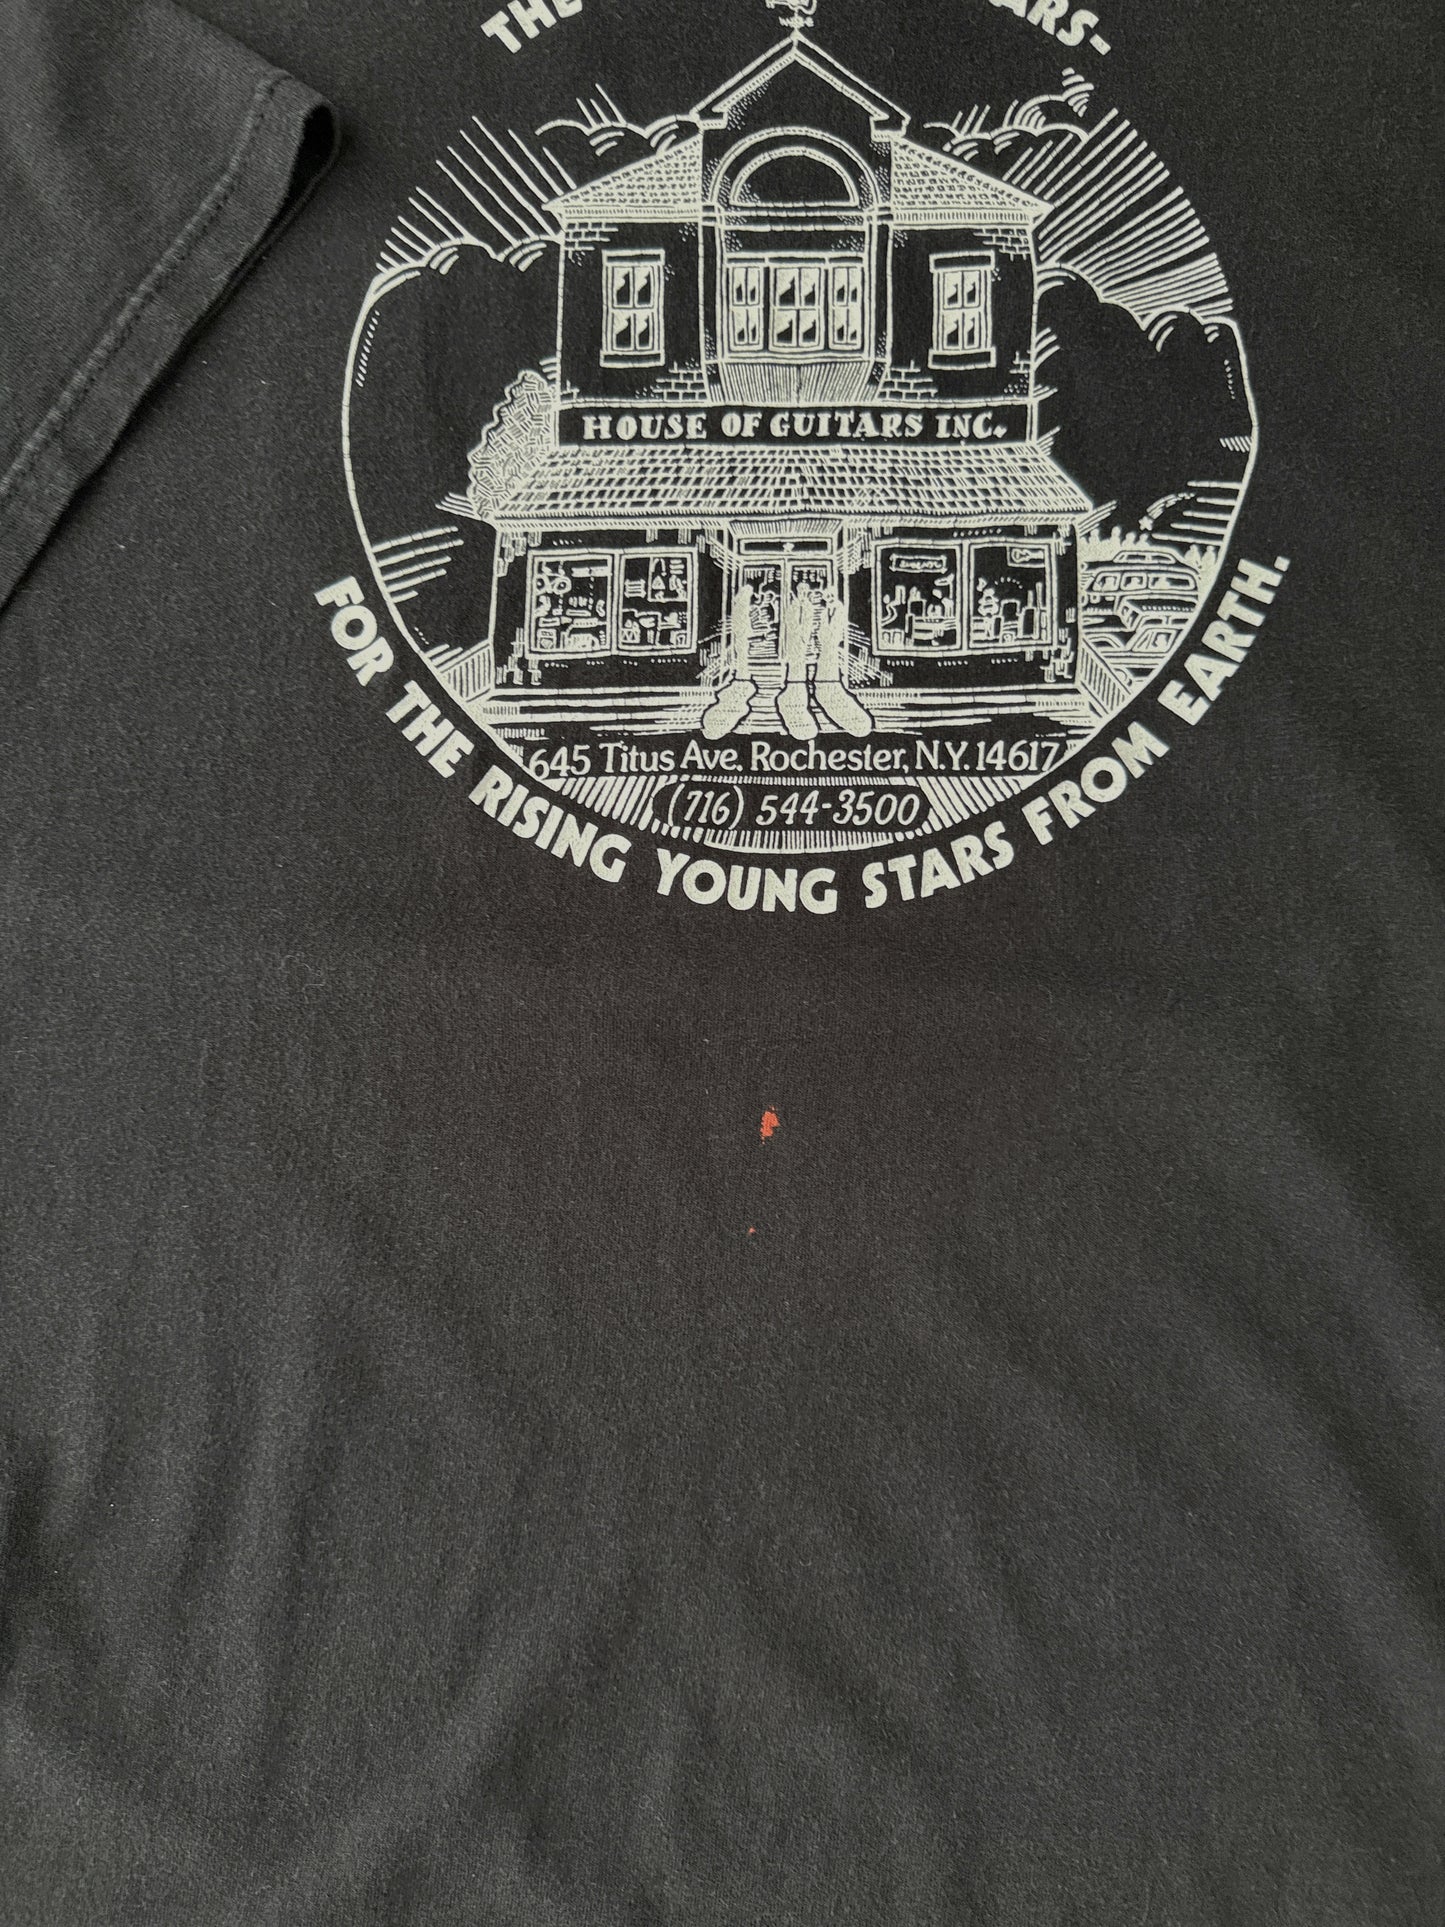 THE
HOUSE OF GUITARS INC.
645 Titus Ave. Rochester, N.Y. 14617
(716) 544-3500
FOR THE RISING YOUNG STARS FROM EARTH.